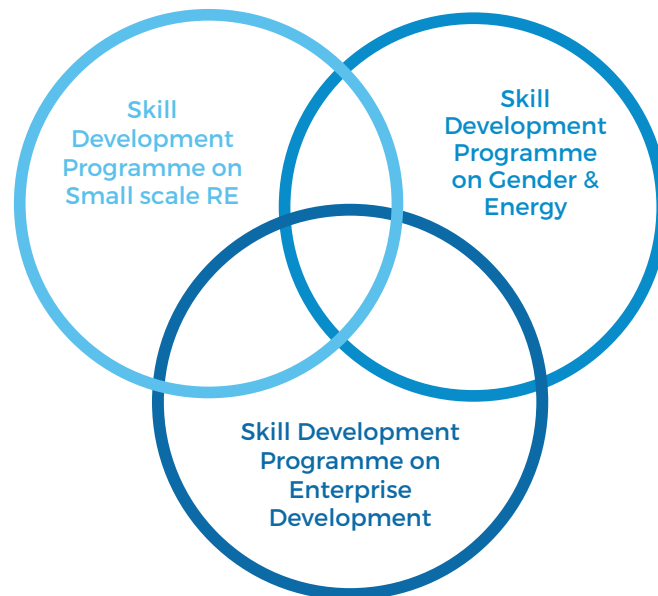 Skill
Development
Programme on
Small scale RE
Skill
Development
Programme
on Gender &
Energy
Skill Development
Programme on
Enterprise
Development